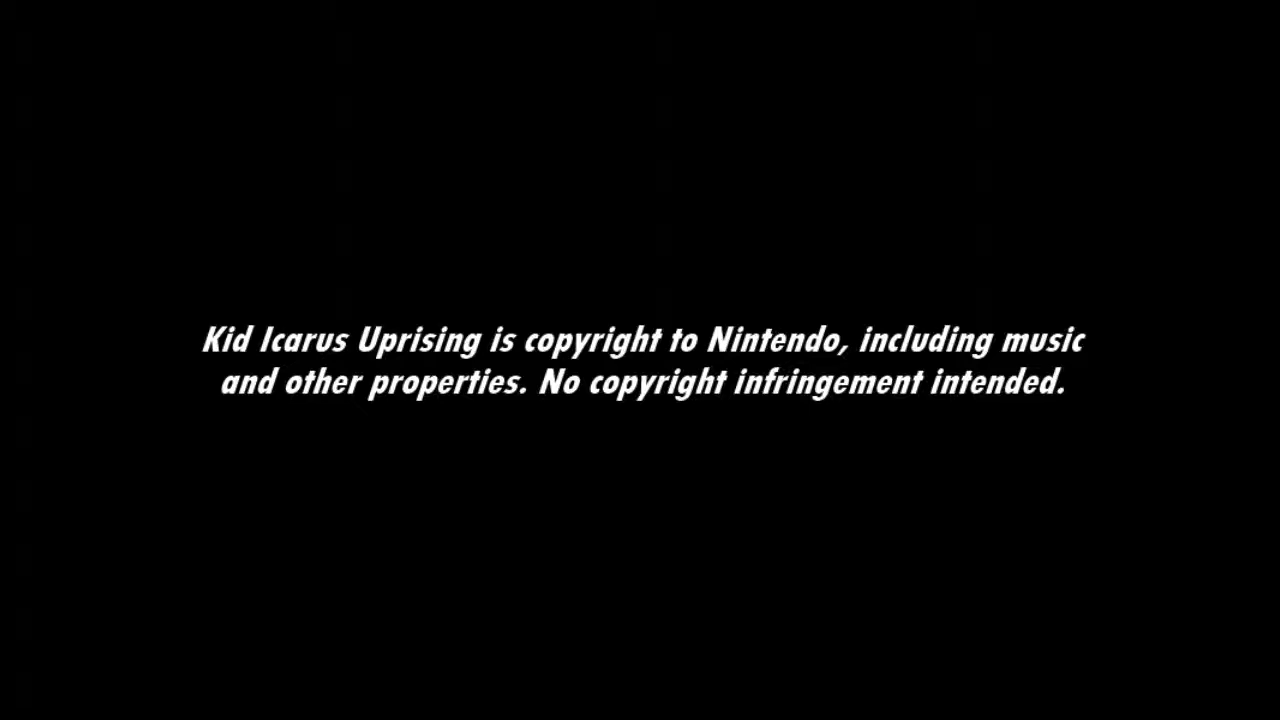 Kid Icarus Uprising is copyright to Nintendo, including music
and other properties. No copyright infringement intended.